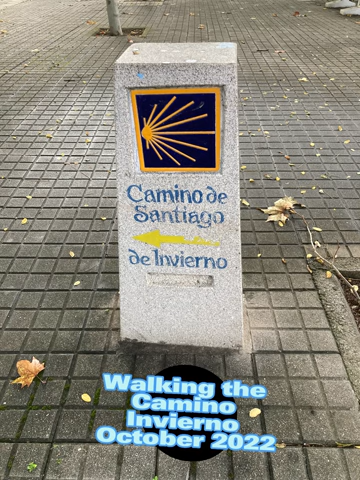 Camino de
Santiago
de Invierno
Walking the
Camino
Invierno
October 2022